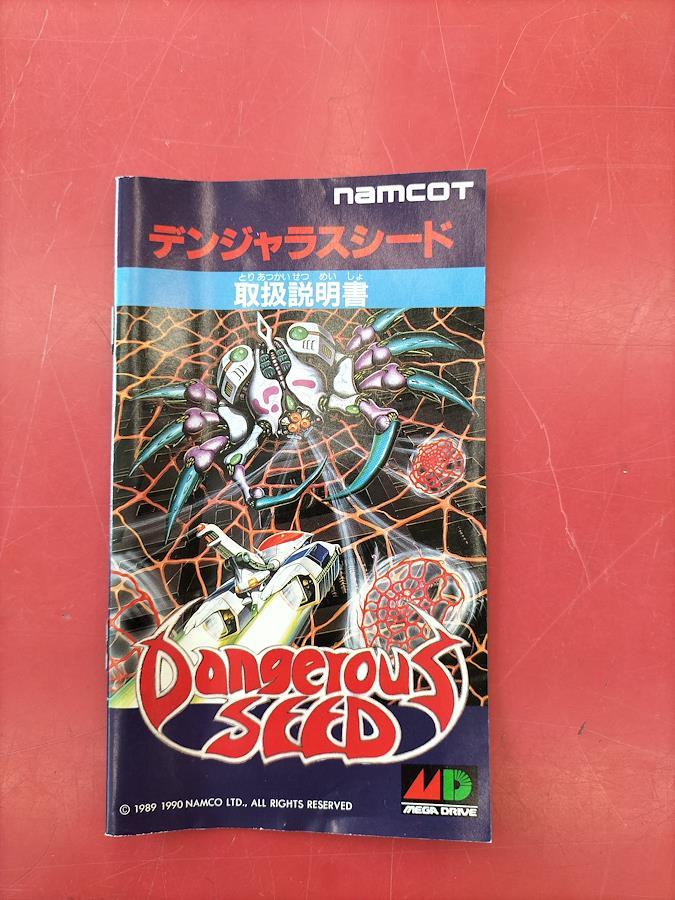 namcot
デンジャラスシード
とりあつかいせつ めい しょ
取扱説明書
Dangerous
SEED
© 1989 1990 NAMCO LTD., ALL RIGHTS RESERVED
MD
MEGA DRIVE